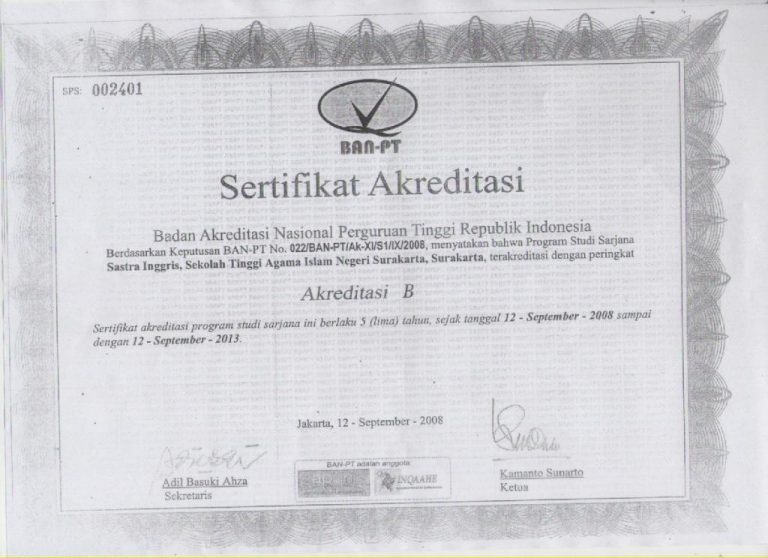 SPS: 002401
BAN-PT
Sertifikat Akreditasi
Badan Akreditasi Nasional Perguruan Tinggi Republik Indonesia
Berdasarkan Keputusan BAN-PT No. 022/BAN-PT/Ak-XI/S1/IX/2008, menyatakan bahwa Program Studi Sarjana
Sastra Inggris, Sekolah Tinggi Agama Islam Negeri Surakarta, Surakarta, terakreditasi dengan peringkat
Akreditasi B
Sertifikat akreditasi program studi sarjana ini berlaku 5 (lima) tahun, sejak tanggal 12 - September - 2008 sampai
dengan 12 - September - 2013.
Jakarta, 12 - September - 2008
BAN-PT adalah anggota
INQAAHE
Adil Basuki Ahza
Sekretaris
Kamanto Sunarto
Ketua